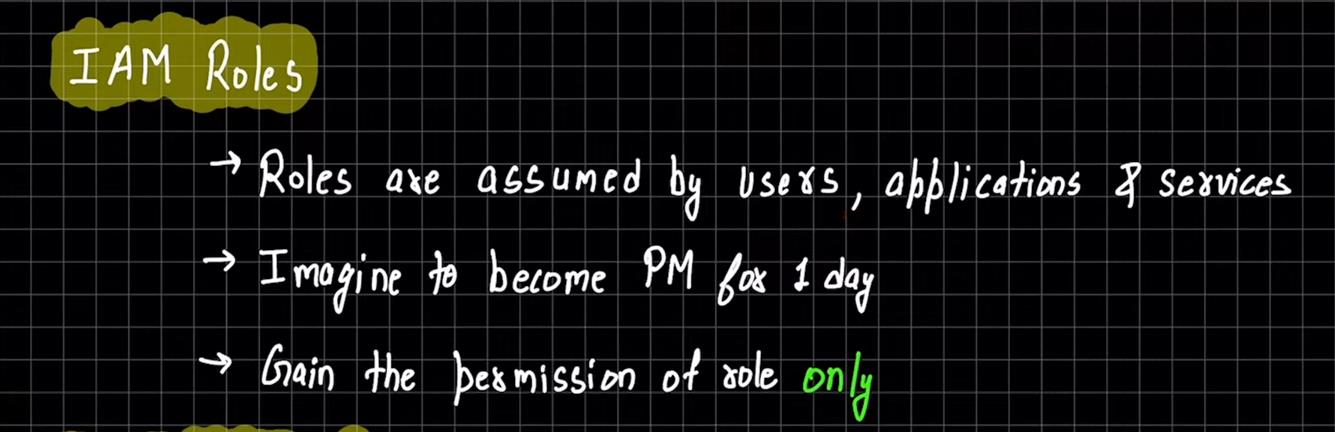 IAM Roles
→ Roles are assumed by users, applications & services
→ Imagine to become PM for 1 day
→ Gain the permission of role only